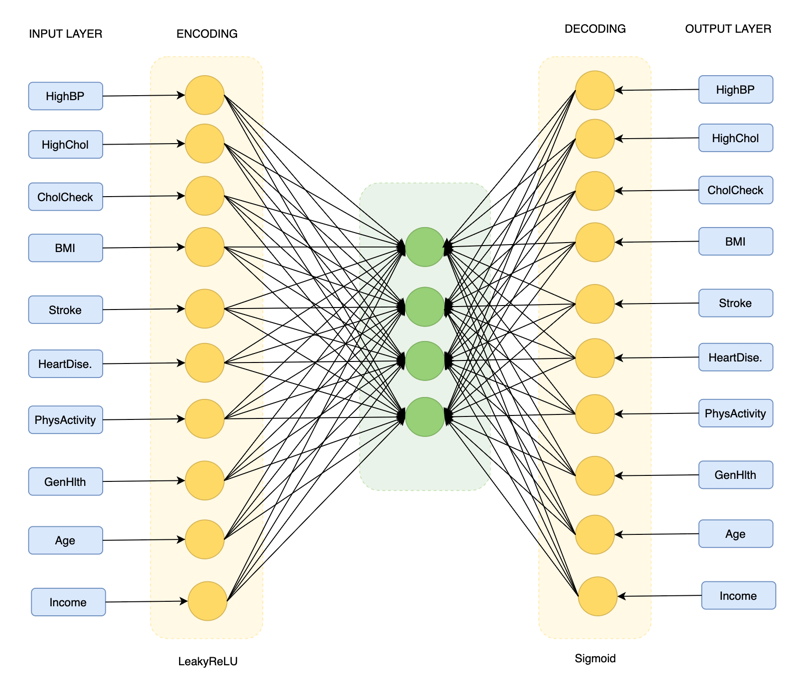 INPUT LAYER
ENCODING
DECODING
OUTPUT LAYER
HighBP
HighChol
CholCheck
BMI
Stroke
HeartDise.
PhysActivity
GenHlth
Age
Income
HighBP
HighChol
CholCheck
BMI
Stroke
HeartDise.
PhysActivity
GenHlth
Age
Income
LeakyReLU
Sigmoid